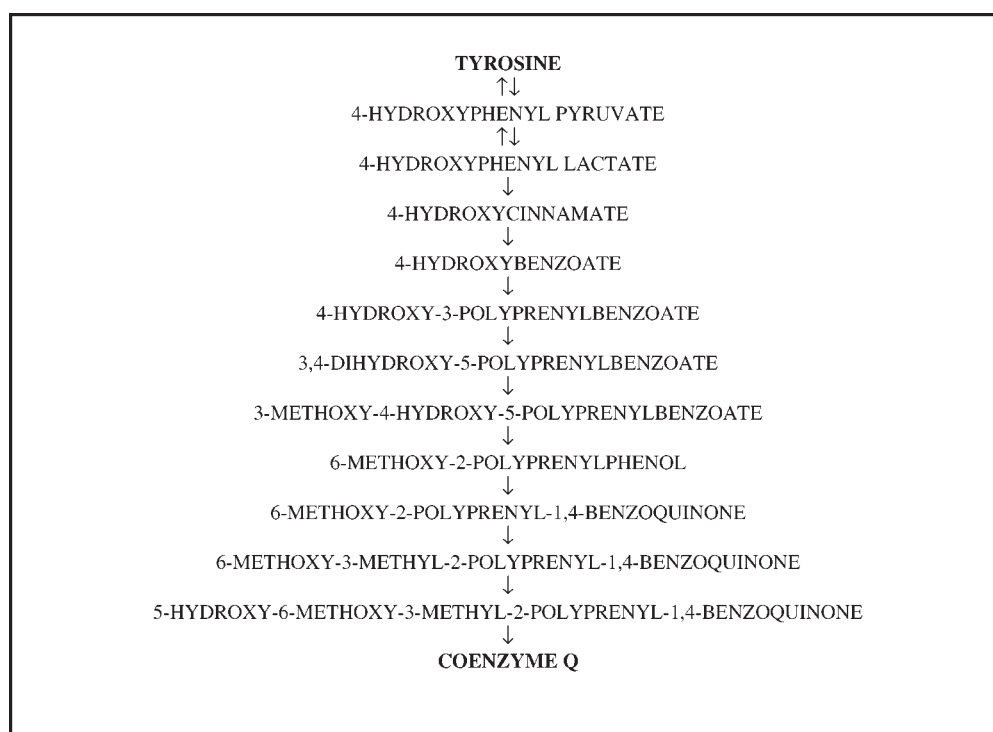 TYROSINE
↑↓
4-HYDROXYPHENYL PYRUVATE
↑↓
4-HYDROXYPHENYL LACTATE
↓
4-HYDROXYCINNAMATE
↓
4-HYDROXYBENZOATE
↓
4-HYDROXY-3-POLYPRENYLBENZOATE
↓
3,4-DIHYDROXY-5-POLYPRENYLBENZOATE
↓
3-METHOXY-4-HYDROXY-5-POLYPRENYLBENZOATE
↓
6-METHOXY-2-POLYPRENYLPHENOL
↓
6-METHOXY-2-POLYPRENYL-1,4-BENZOQUINONE
↓
6-METHOXY-3-METHYL-2-POLYPRENYL-1,4-BENZOQUINONE
↓
5-HYDROXY-6-METHOXY-3-METHYL-2-POLYPRENYL-1,4-BENZOQUINONE
↓
COENZYME Q